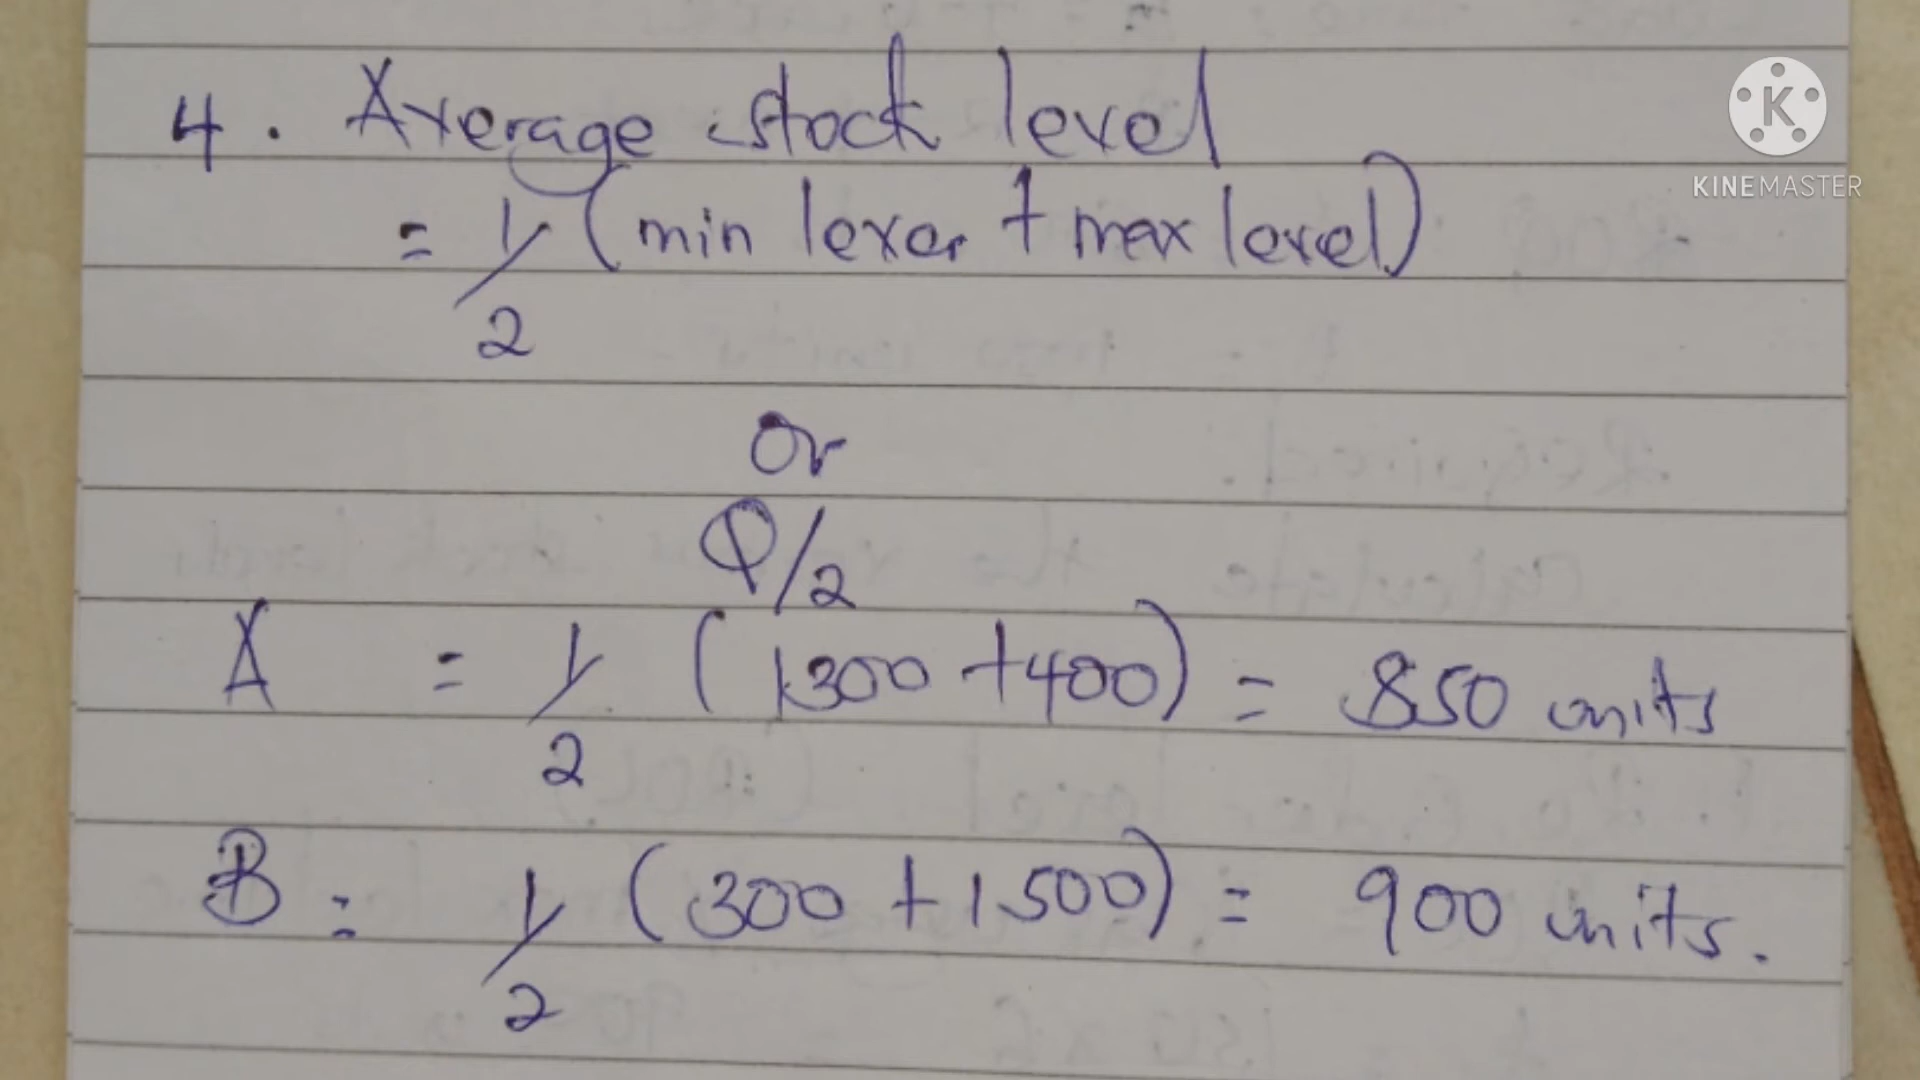 4. Average stock level
= 1/2 (min level + max level)
Or
Q/2
A = 1/2 (1300 + 400) = 850 units
B = 1/2 (300 + 1500) = 900 units.
K
KINEMASTER